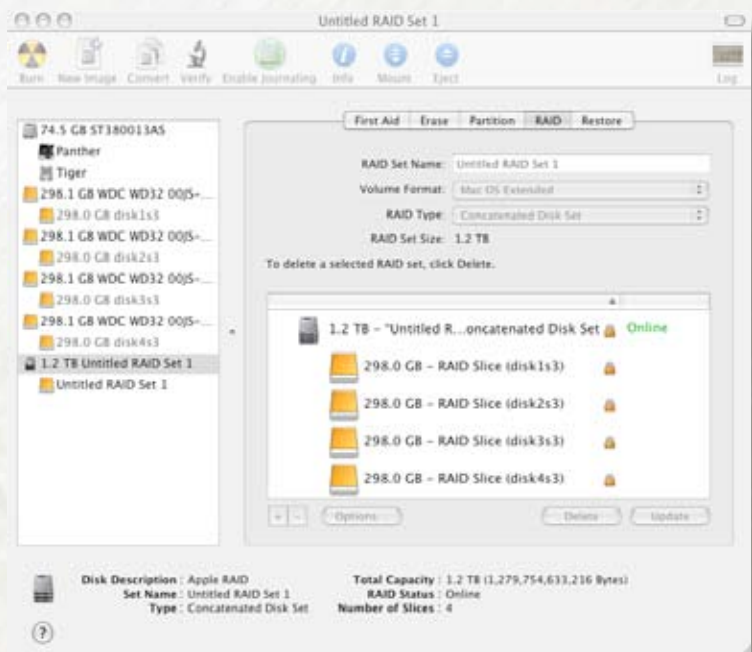 Untitled RAID Set 1
Burn New Image Convert Verify Enable Journaling Info Mount Eject Log
74.5 GB ST380013AS
Panther
Tiger
298.1 GB WDC WD32 00JS-...
298.0 GB disk1s3
298.1 GB WDC WD32 00JS-...
298.0 GB disk2s3
298.1 GB WDC WD32 00JS-...
298.0 GB disk3s3
298.1 GB WDC WD32 00JS-...
298.0 GB disk4s3
1.2 TB Untitled RAID Set 1
Untitled RAID Set 1
First Aid Erase Partition RAID Restore
RAID Set Name: Untitled RAID Set 1
Volume Format: Mac OS Extended
RAID Type: Concatenated Disk Set
RAID Set Size: 1.2 TB
To delete a selected RAID set, click Delete.
1.2 TB - "Untitled R...oncatenated Disk Set Online
298.0 GB - RAID Slice (disk1s3)
298.0 GB - RAID Slice (disk2s3)
298.0 GB - RAID Slice (disk3s3)
298.0 GB - RAID Slice (disk4s3)
+ - Options... Delete Update
Disk Description : Apple RAID
Set Name : Untitled RAID Set 1
Type : Concatenated Disk Set
Total Capacity : 1.2 TB (1,279,754,633,216 Bytes)
RAID Status : Online
Number of Slices : 4
?